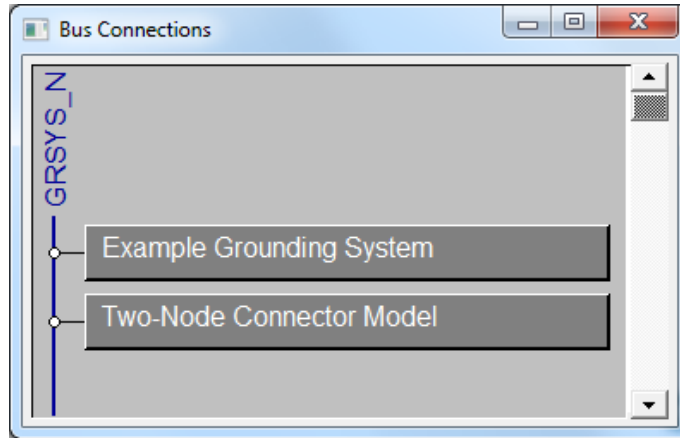 Bus Connections
GRSYS_N
Example Grounding System
Two-Node Connector Model